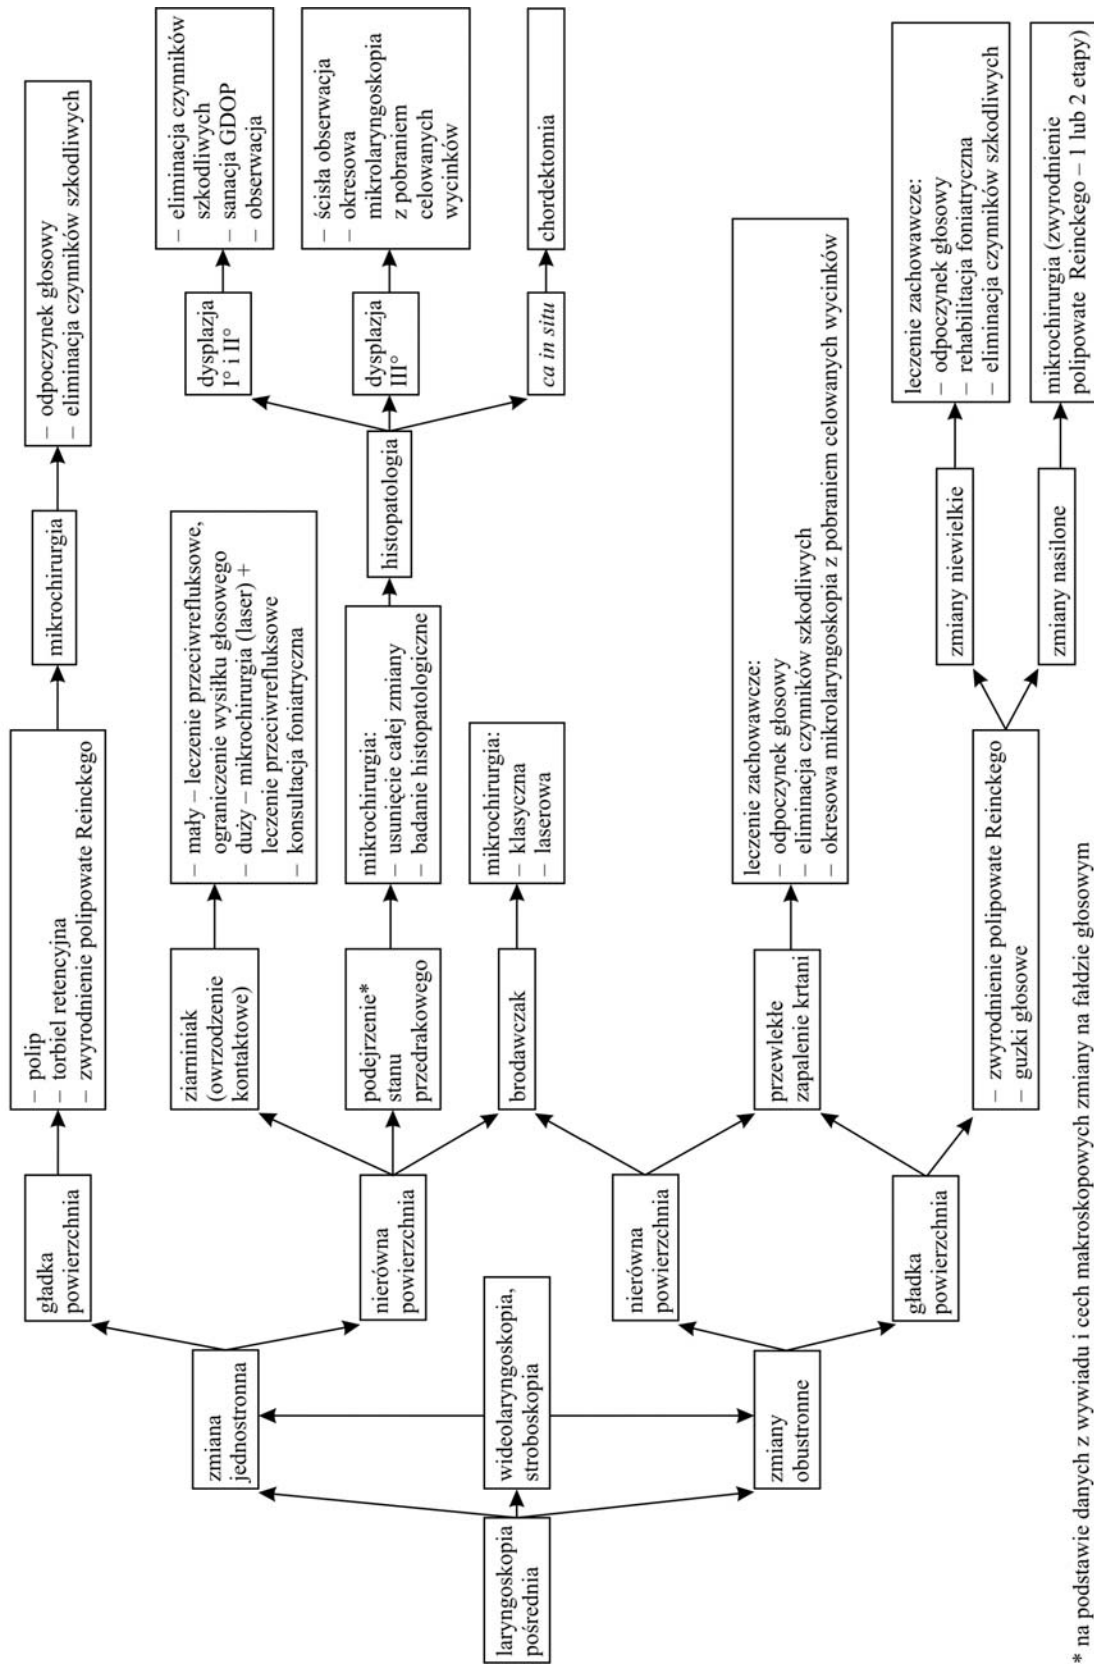 laryngoskopia
pośrednia
wideolaryngoskopia,
stroboskopia
zmiana
jednostronna
zmiany
obustronne
gładka
powierzchnia
nierówna
powierzchnia
nierówna
powierzchnia
gładka
powierzchnia
– polip
– torbiel retencyjna
– zwyrodnienie polipowate Reinckego
ziarniniak
(owrzodzenie
kontaktowe)
podejrzenie*
stanu
przedrakowego
brodawczak
przewlekłe
zapalenie krtani
– zwyrodnienie polipowate Reinckego
– guzki głosowe
mikrochirurgia
– odpoczynek głosowy
– eliminacja czynników szkodliwych
– mały – leczenie przeciwrefluksowe,
ograniczenie wysiłku głosowego
– duży – mikrochirurgia (laser) +
leczenie przeciwrefluksowe
– konsultacja foniatryczna
mikrochirurgia:
– usunięcie całej zmiany
– badanie histopatologiczne
histopatologia
dysplazja
I° i II°
– eliminacja czynników
szkodliwych
– sanacja GDOP
– obserwacja
dysplazja
III°
– ścisła obserwacja
– okresowa
mikrolaryngoskopia
z pobraniem
celowanych
wycinków
ca in situ
chordektomia
mikrochirurgia:
– klasyczna
– laserowa
leczenie zachowawcze:
– odpoczynek głosowy
– eliminacja czynników szkodliwych
– okresowa mikrolaryngoskopia z pobraniem celowanych wycinków
zmiany niewielkie
leczenie zachowawcze:
– odpoczynek głosowy
– rehabilitacja foniatryczna
– eliminacja czynników szkodliwych
zmiany nasilone
mikrochirurgia (zwyrodnienie
polipowate Reinckego – 1 lub 2 etapy)
* na podstawie danych z wywiadu i cech makroskopowych zmiany na fałdzie głosowym